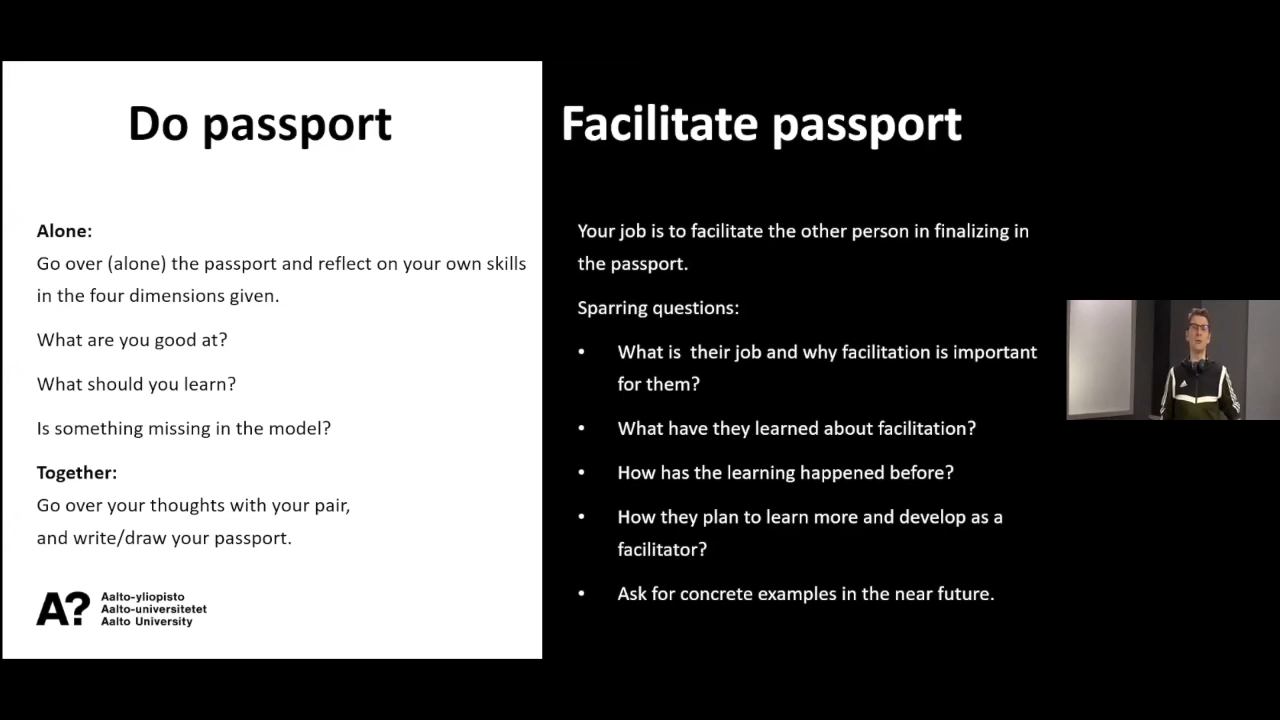 Do passport
Alone:
Go over (alone) the passport and reflect on your own skills
in the four dimensions given.
What are you good at?
What should you learn?
Is something missing in the model?
Together:
Go over your thoughts with your pair,
and write/draw your passport.
A?
Aalto-yliopisto
Aalto-universitetet
Aalto University
Facilitate passport
Your job is to facilitate the other person in finalizing in
the passport.
Sparring questions:
• What is  their job and why facilitation is important
for them?
• What have they learned about facilitation?
• How has the learning happened before?
• How they plan to learn more and develop as a
facilitator?
• Ask for concrete examples in the near future.